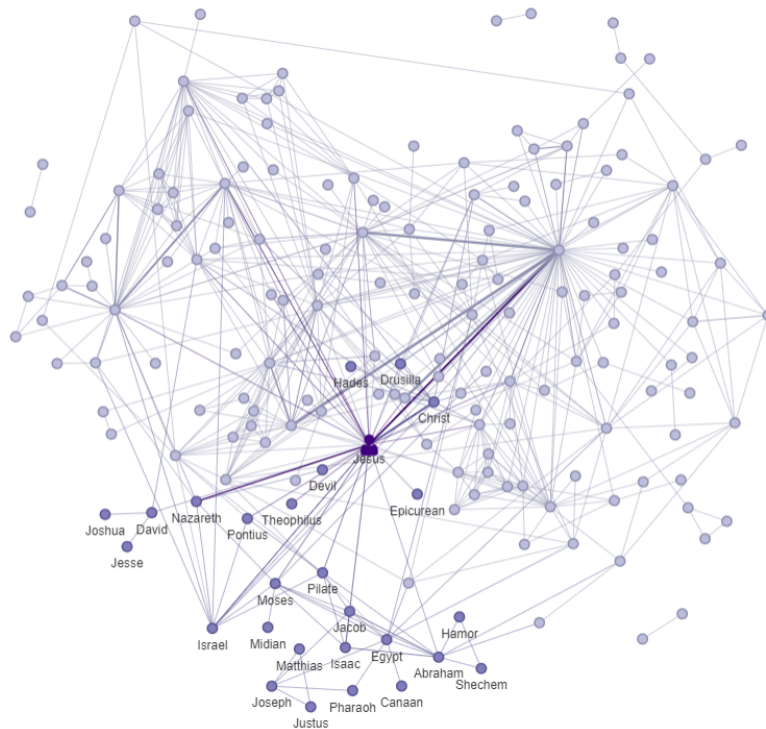 Hades
Drusilla
Christ
Jesus
Devil
Epicurean
Nazareth
Theophilus
Joshua
David
Pontius
Jesse
Pilate
Moses
Jacob
Hamor
Israel
Midian
Isaac
Egypt
Matthias
Abraham
Shechem
Joseph
Pharaoh
Canaan
Justus